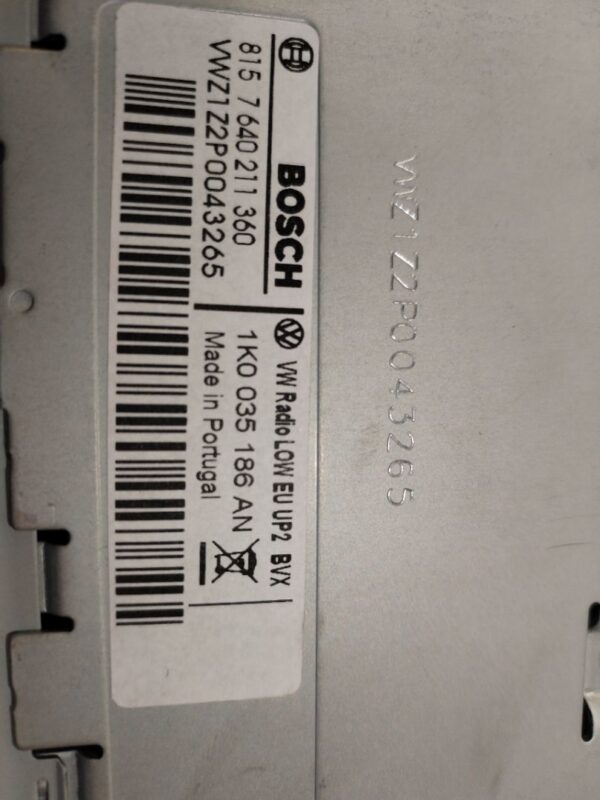 BOSCH
815 7 640 211 360
VWZ1Z2P0043265
VW Radio LOW EU UP2 BVX
1K0 035 186 AN
Made in Portugal
VWZ1Z2P0043265